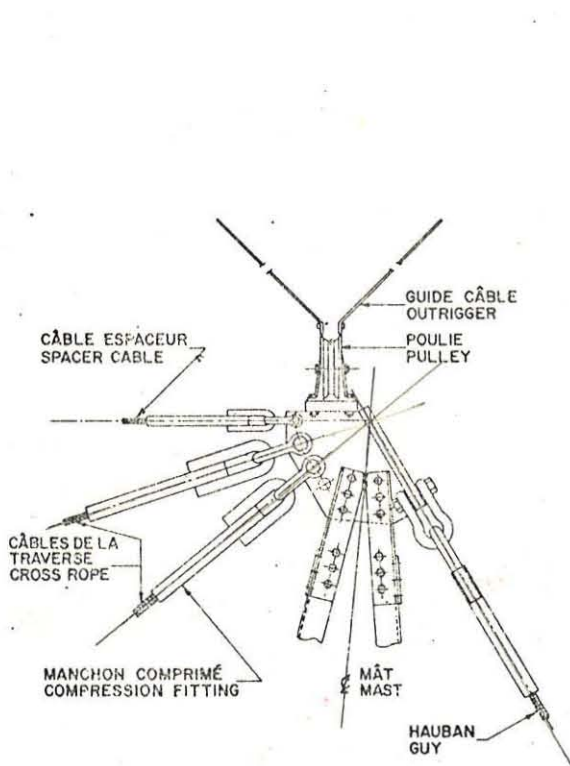 GUIDE CÂBLE
OUTRIGGER
POULIE
PULLEY
CÂBLE ESPACEUR
SPACER CABLE
CÂBLES DE LA
TRAVERSE
CROSS ROPE
MANCHON COMPRIMÉ
COMPRESSION FITTING
MÂT
MAST
HAUBAN
GUY